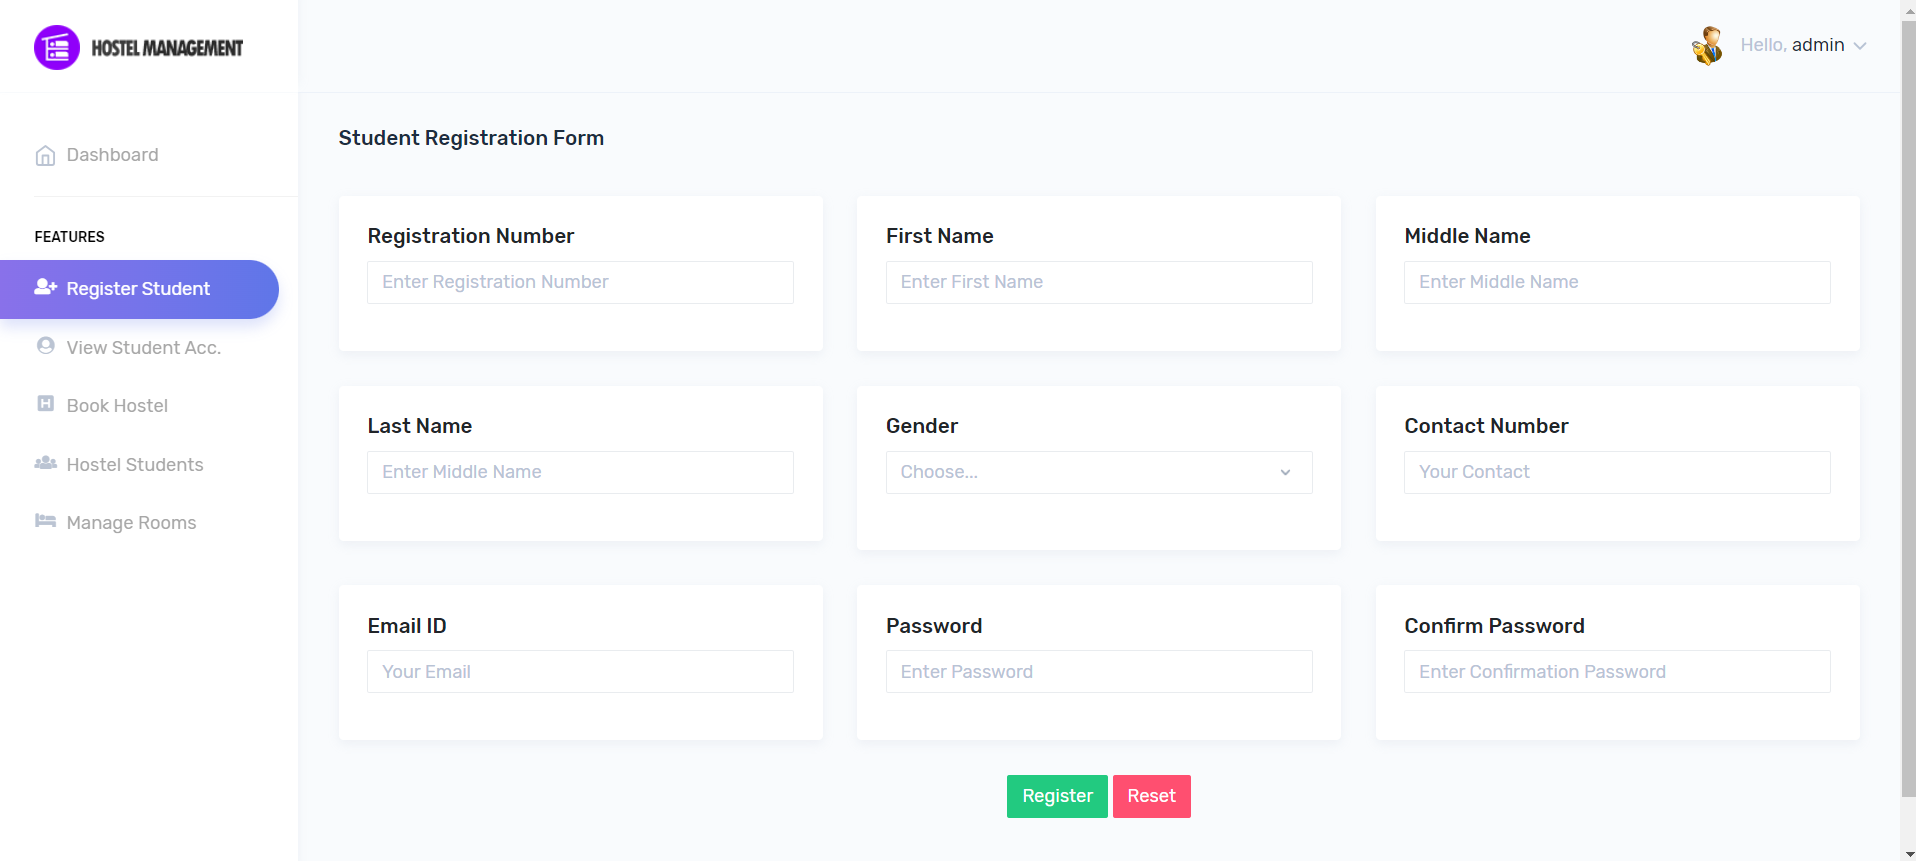 HOSTEL MANAGEMENT
Hello, admin
Dashboard
FEATURES
Register Student
View Student Acc.
Book Hostel
Hostel Students
Manage Rooms
Student Registration Form
Registration Number
Enter Registration Number
First Name
Enter First Name
Middle Name
Enter Middle Name
Last Name
Enter Middle Name
Gender
Choose...
Contact Number
Your Contact
Email ID
Your Email
Password
Enter Password
Confirm Password
Enter Confirmation Password
Register
Reset